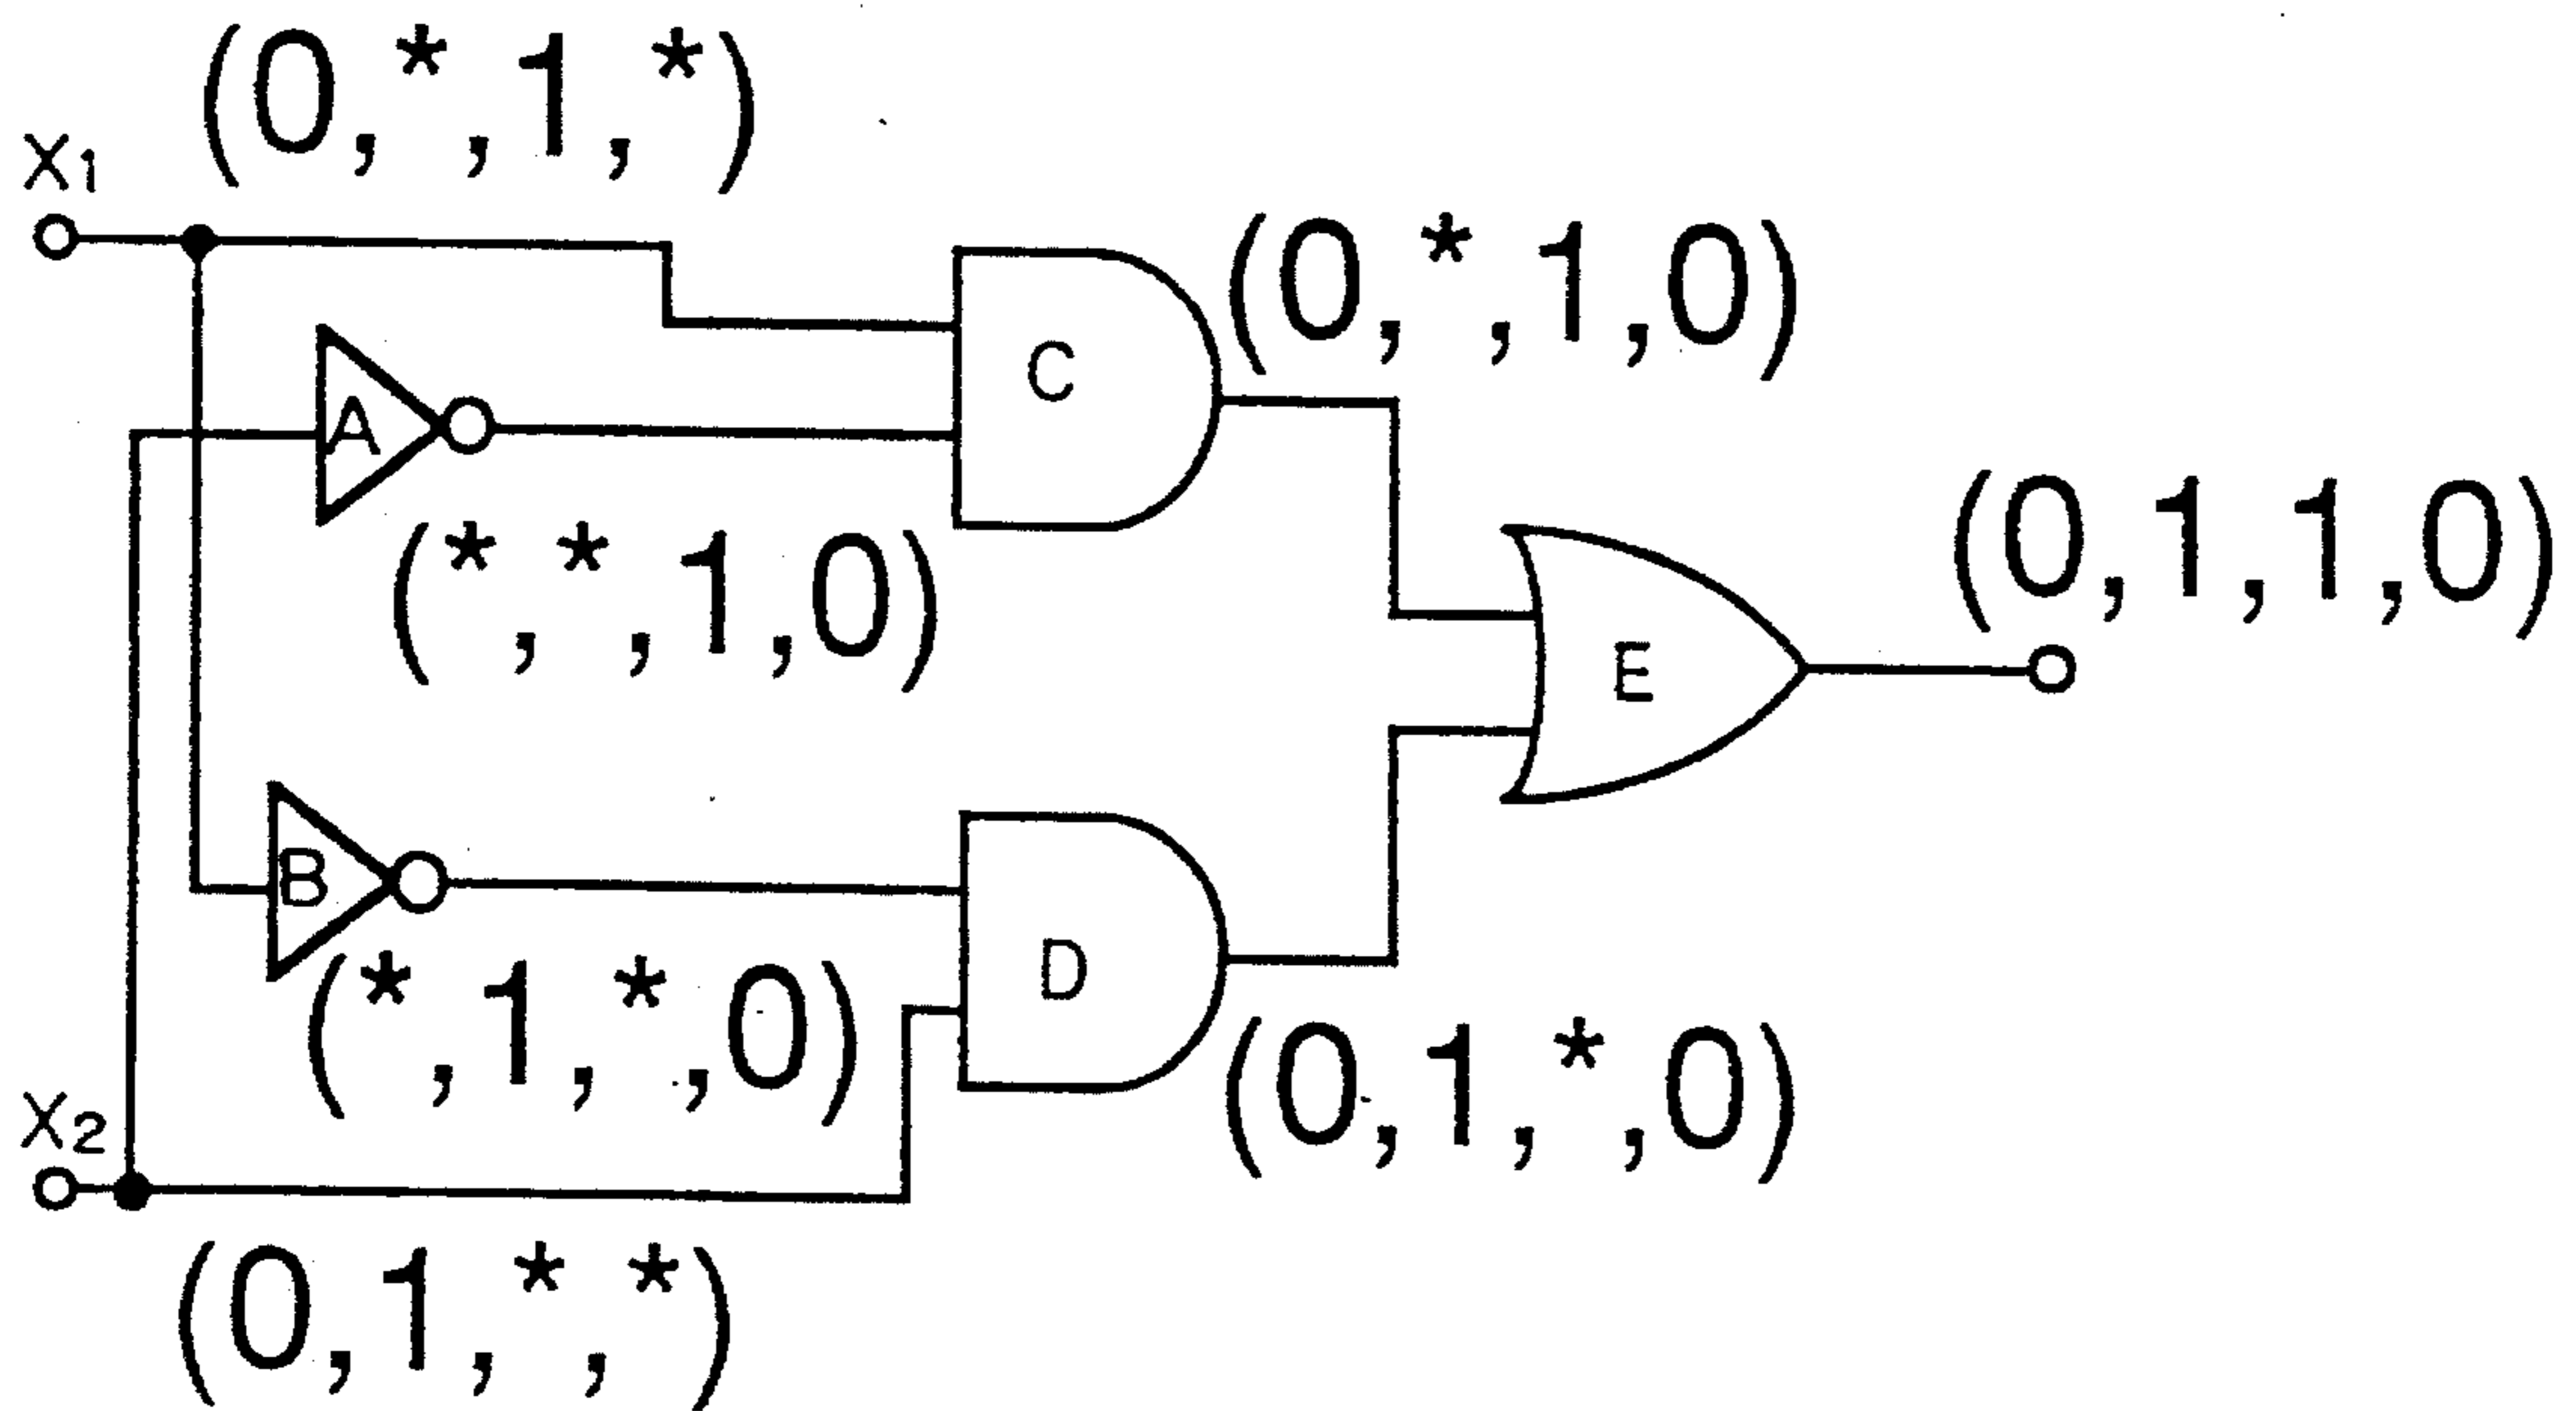 (0,*,1,*)
X1
(0,*,1,0)
C
A
(*,*,1,0)
(0,1,1,0)
E
B
(*,1,*,0)
D
(0,1,*,0)
X2
(0,1,*,*)